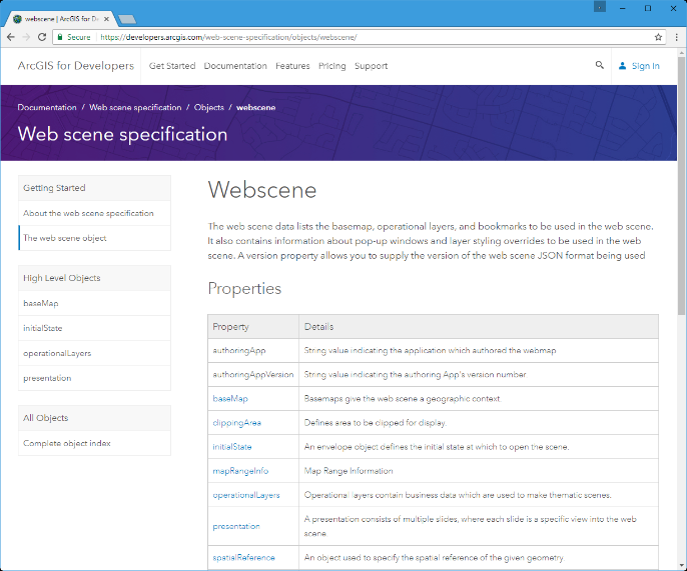 webscene | ArcGIS for D
Secure https://developers.arcgis.com/web-scene-specification/objects/webscene/
ArcGIS for Developers Get Started Documentation Features Pricing Support Sign In
Documentation / Web scene specification / Objects / webscene
Web scene specification
Getting Started
About the web scene specification
The web scene object
High Level Objects
baseMap
initialState
operationalLayers
presentation
All Objects
Complete object index
Webscene
The web scene data lists the basemap, operational layers, and bookmarks to be used in the web scene.
It also contains information about pop-up windows and layer styling overrides to be used in the web
scene. A version property allows you to supply the version of the web scene JSON format being used
Properties
Property Details
authoringApp String value indicating the application which authored the webmap
authoringAppVersion String value indicating the authoring App's version number.
baseMap Basemaps give the web scene a geographic context.
clippingArea Defines area to be clipped for display.
initialState An envelope object defines the initial state at which to open the scene.
mapRangeInfo Map Range Information
operationalLayers Operational layers contain business data which are used to make thematic scenes.
presentation A presentation consists of multiple slides, where each slide is a specific view into the web
scene.
spatialReference An object used to specify the spatial reference of the given geometry.